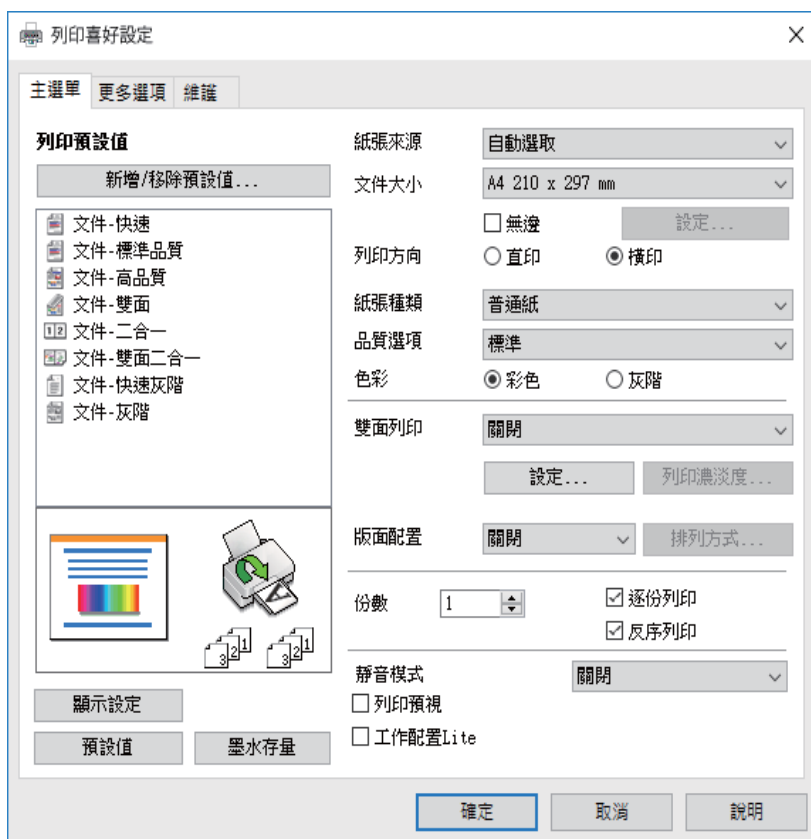 列印喜好設定
主選單 更多選項 維護
列印預設值
新增/移除預設值...
文件-快速
文件-標準品質
文件-高品質
文件-雙面
1 2 文件-二合一
文件-雙面二合一
文件-快速灰階
文件-灰階
3 2 1 3 2 1
顯示設定
預設值 墨水存量
紙張來源 自動選取
文件大小 A4 210 x 297 mm
無邊 設定...
列印方向 直印 橫印
紙張種類 普通紙
品質選項 標準
色彩 彩色 灰階
雙面列印 關閉
設定... 列印濃淡度...
版面配置 關閉 排列方式...
份數 1 逐份列印
反序列印
靜音模式 關閉
列印預視
工作配置Lite
確定 取消 說明